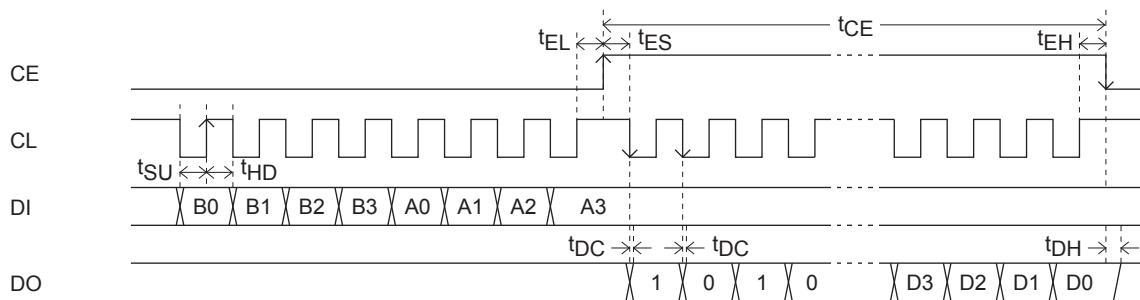 tCE
tEL tES tEH
CE
CL
tSU tHD
DI B0 B1 B2 B3 A0 A1 A2 A3
tDC tDC tDH
DO 1 0 1 0 D3 D2 D1 D0